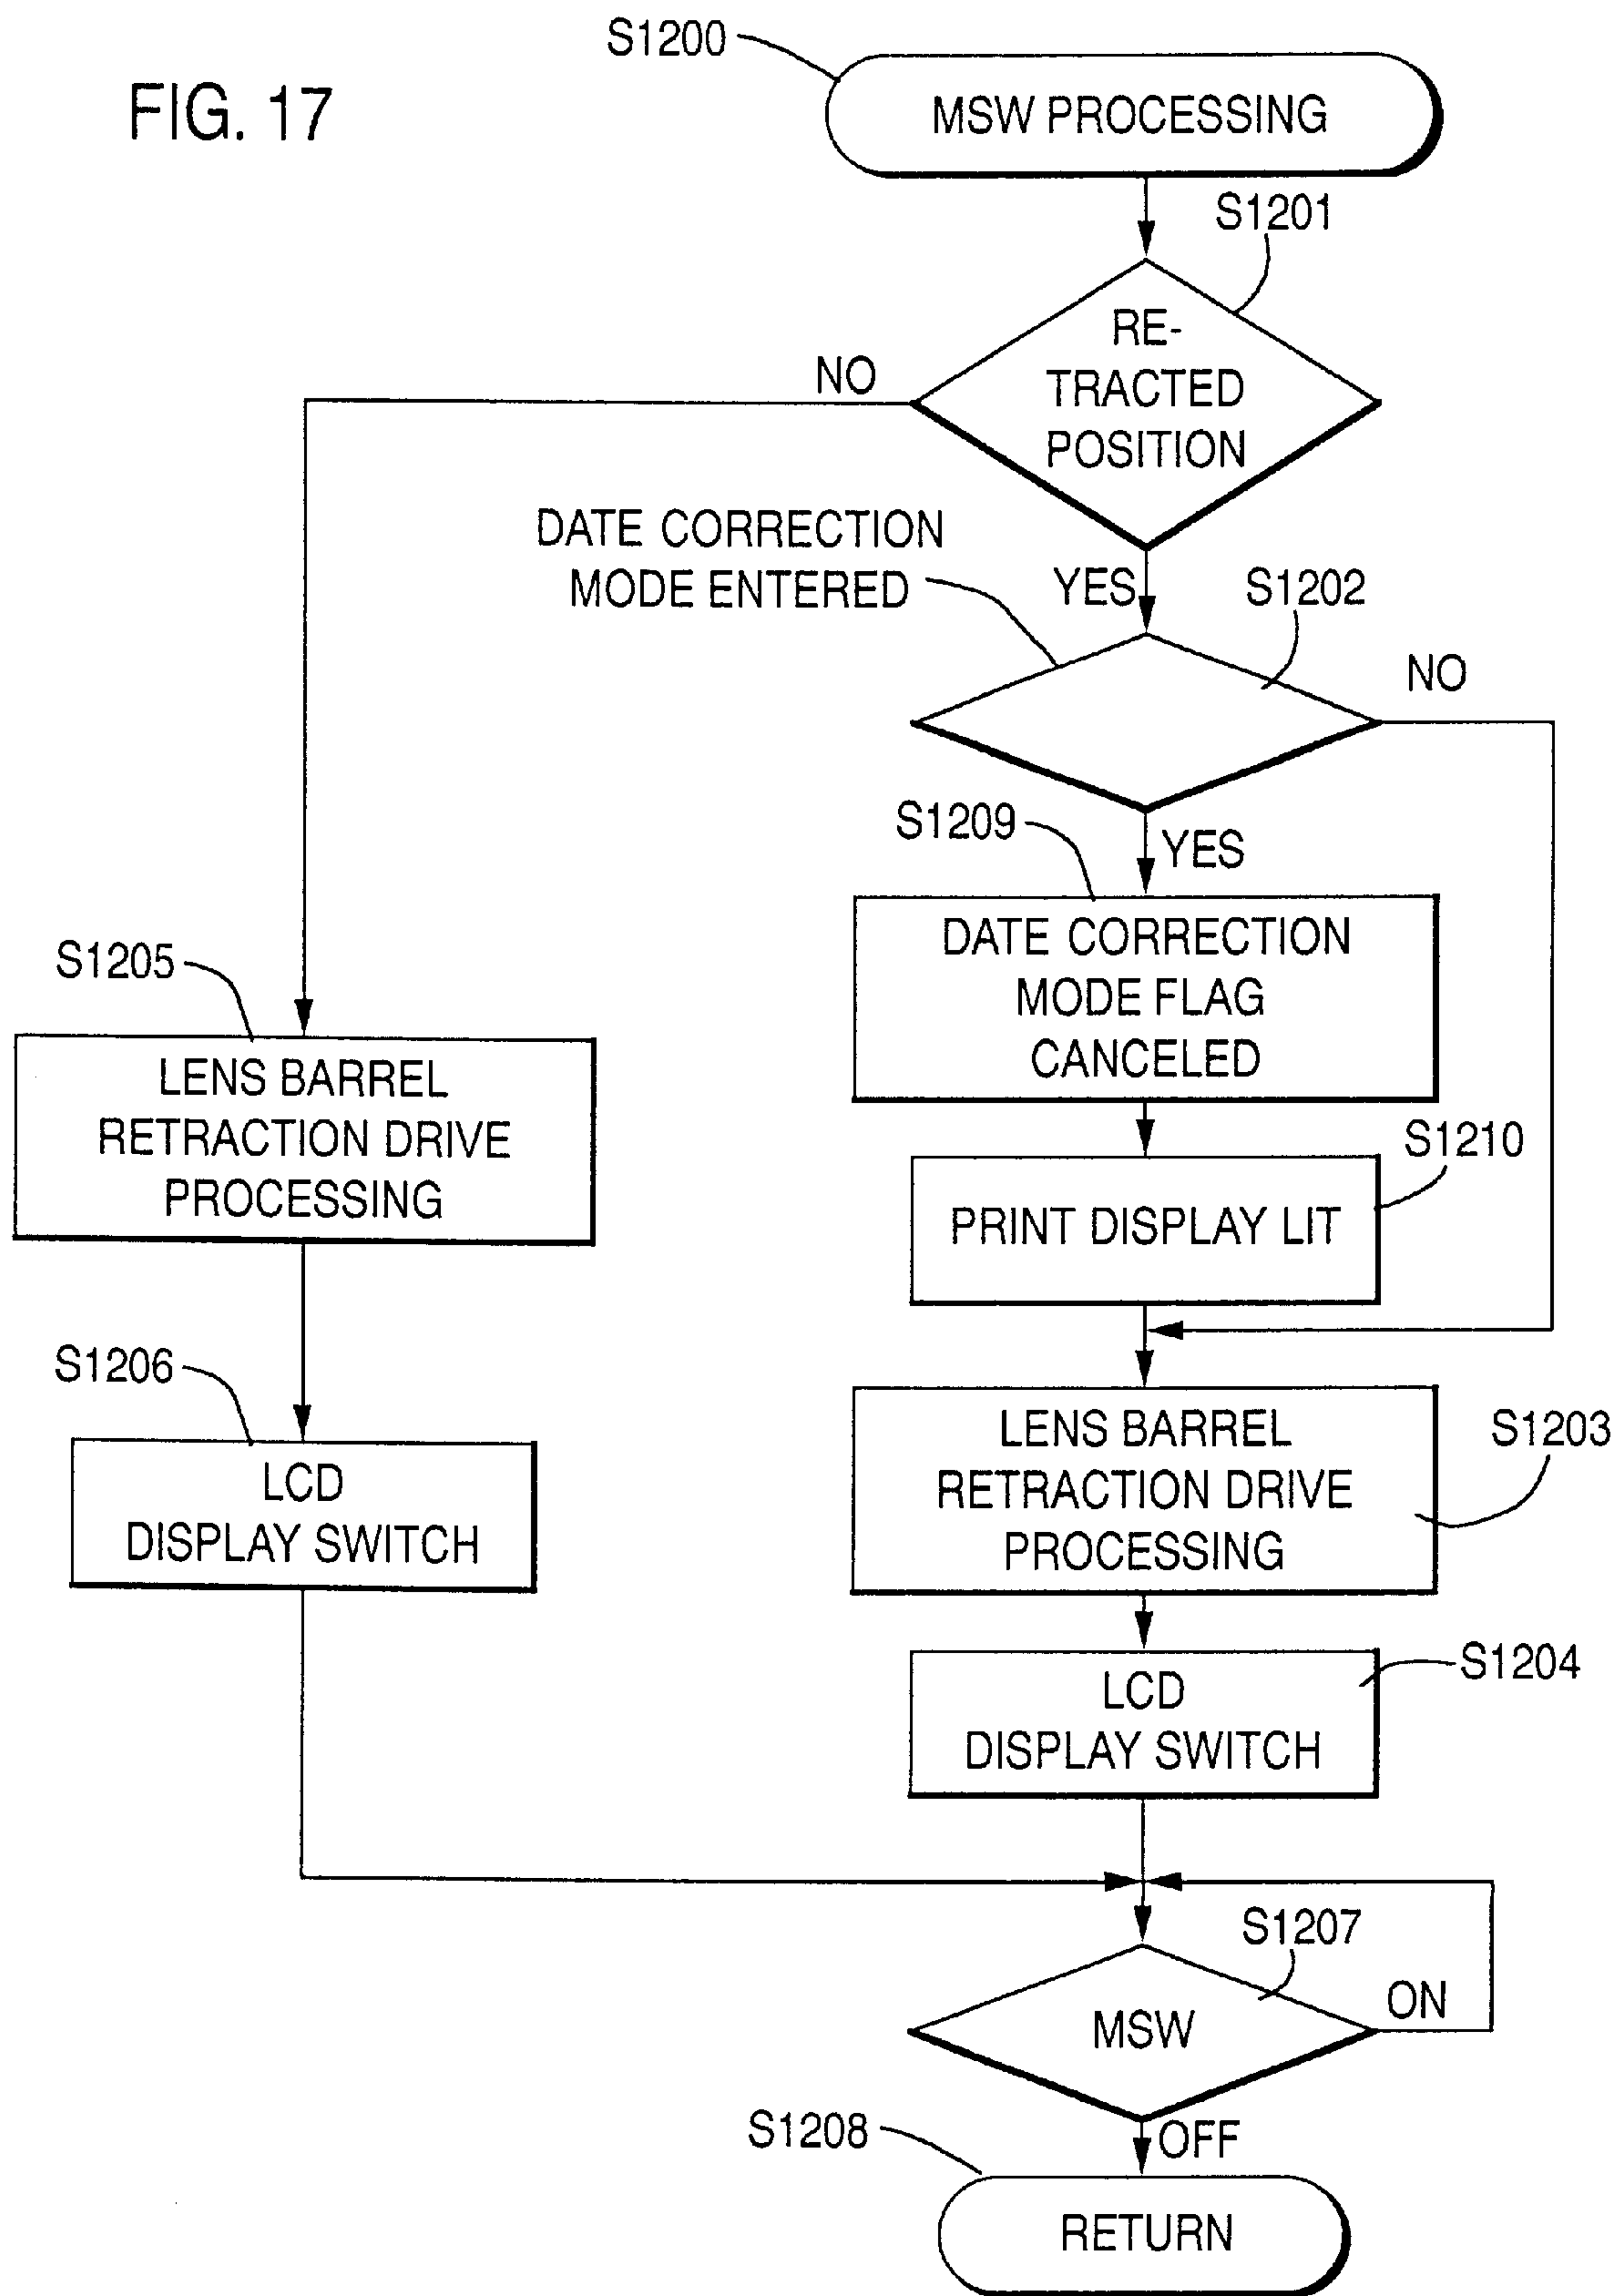 FIG. 17
S1200
MSW PROCESSING
S1201
RE-
TRACTED
POSITION
NO
YES
DATE CORRECTION
MODE ENTERED
S1202
NO
YES
S1209
DATE CORRECTION
MODE FLAG
CANCELED
S1210
PRINT DISPLAY LIT
S1205
LENS BARREL
RETRACTION DRIVE
PROCESSING
S1206
LCD
DISPLAY SWITCH
S1203
LENS BARREL
RETRACTION DRIVE
PROCESSING
S1204
LCD
DISPLAY SWITCH
S1207
MSW
ON
OFF
S1208
RETURN